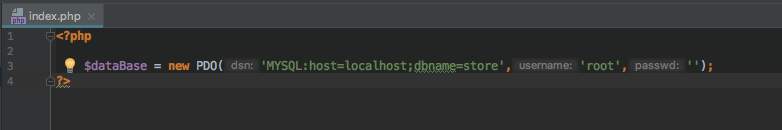 php index.php ×
1 <?php
2
3 $dataBase = new PDO( dsn: 'MYSQL:host=localhost;dbname=store', username: 'root', passwd: '');
4 ?>